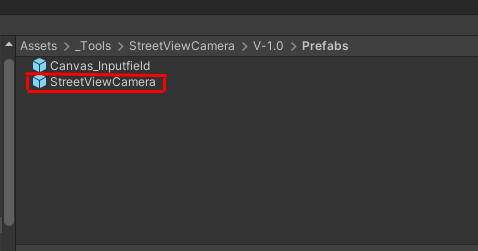 Assets > _Tools > StreetViewCamera > V-1.0 > Prefabs
Canvas_Inputfield
StreetViewCamera